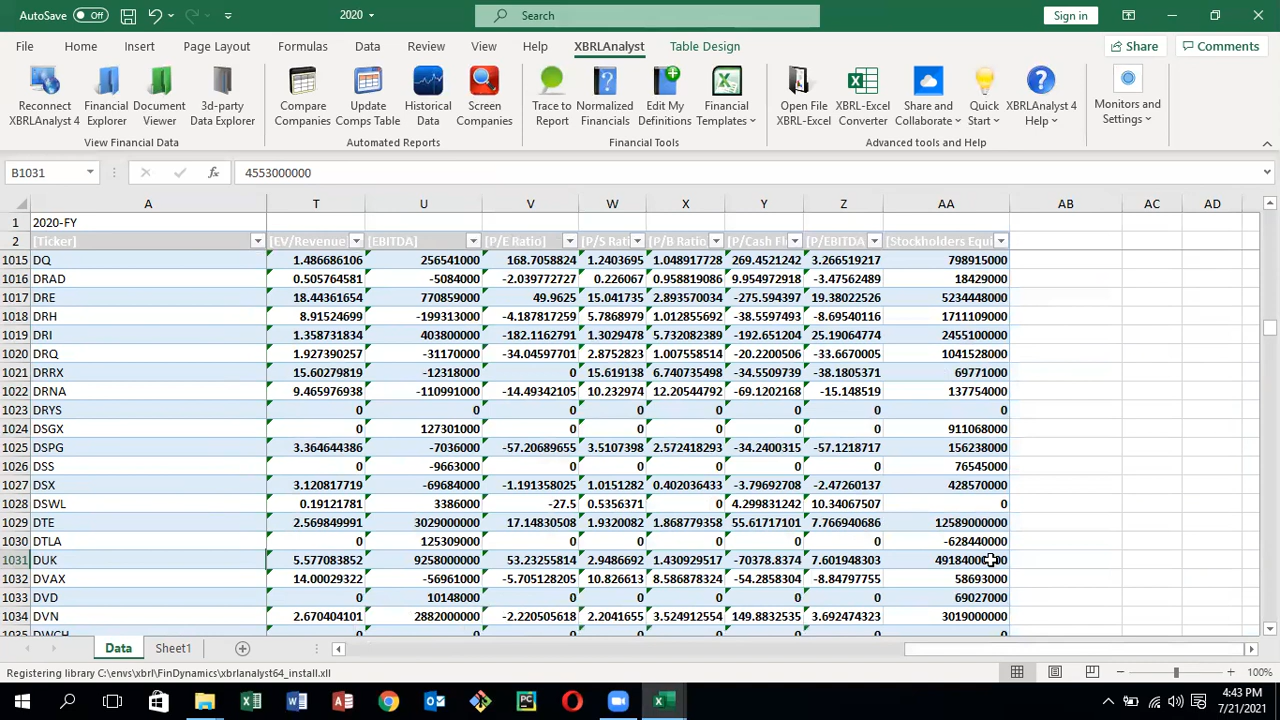 AutoSave Off 2020 Search Sign in
File Home Insert Page Layout Formulas Data Review View Help XBRLAnalyst Table Design Share Comments
Reconnect XBRLAnalyst 4 Financial Explorer Document Viewer 3d-party Data Explorer Compare Companies Update Comps Table Historical Data Screen Companies Trace to Report Normalized Financials Edit My Definitions Financial Templates Open File XBRL-Excel XBRL-Excel Converter Share and Collaborate Quick Start XBRLAnalyst 4 Help Monitors and Settings
View Financial Data Automated Reports Financial Tools Advanced tools and Help
B1031 fx 4553000000
A T U V W X Y Z AA AB AC AD
1 2020-FY
2 [Ticker] [EV/Revenue [EBITDA] [P/E Ratio] [P/S Rati [P/B Ratio [P/Cash Fl [P/EBITDA [Stockholders Equi
1015 DQ 1.486686106 256541000 168.7058824 1.2403695 1.048917728 269.4521242 3.266519217 798915000
1016 DRAD 0.505764581 -5084000 -2.039772727 0.226067 0.958819086 9.954972918 -3.47562489 18429000
1017 DRE 18.44361654 770859000 49.9625 15.041735 2.893570034 -275.594397 19.38022526 5234448000
1018 DRH 8.91524699 -199313000 -4.187817259 5.7868979 1.012855692 -38.5597493 -8.69540116 1711109000
1019 DRI 1.358731834 403800000 -182.1162791 1.3029478 5.732082389 -192.651204 25.19064774 2455100000
1020 DRQ 1.927390257 -31170000 -34.04597701 2.8752823 1.007558514 -20.2200506 -33.6670005 1041528000
1021 DRRX 15.60279819 -12318000 0 15.619138 6.740735498 -34.5509739 -38.1805371 69771000
1022 DRNA 9.465976938 -110991000 -14.49342105 10.232974 12.20544792 -69.1202168 -15.148519 137754000
1023 DRYS 0 0 0 0 0 0 0 0
1024 DSGX 0 127301000 0 0 0 0 0 911068000
1025 DSPG 3.364644386 -7036000 -57.20689655 3.5107398 2.572418293 -34.2400315 -57.1218717 156238000
1026 DSS 0 -9663000 0 0 0 0 0 76545000
1027 DSX 3.120817719 -69684000 -1.191358025 1.0151282 0.402036433 -3.79692708 -2.47260137 428570000
1028 DSWL 0.19121781 3386000 -27.5 0.5356371 0 4.299831242 10.34067507 0
1029 DTE 2.569849991 3029000000 17.14830508 1.9320082 1.868779358 55.61717101 7.766940686 12589000000
1030 DTLA 0 125309000 0 0 0 0 0 -628440000
1031 DUK 5.577083852 9258000000 53.23255814 2.9486692 1.430929517 -70378.8374 7.601948303
1032 DVAX 14.00029322 -56961000 -5.705128205 10.826613 8.586878324 -54.2858304 -8.84797755 58693000
1033 DVD 0 10148000 0 0 0 0 0 69027000
1034 DVN 2.670404101 2882000000 -2.220505618 2.2041655 3.524912554 149.8832535 3.692474323 3019000000
Data Sheet1
Registering library C:\envs\xbrl\FinDynamics\xbrlanalyst64_install.xll 100%
4:43 PM
7/21/2021